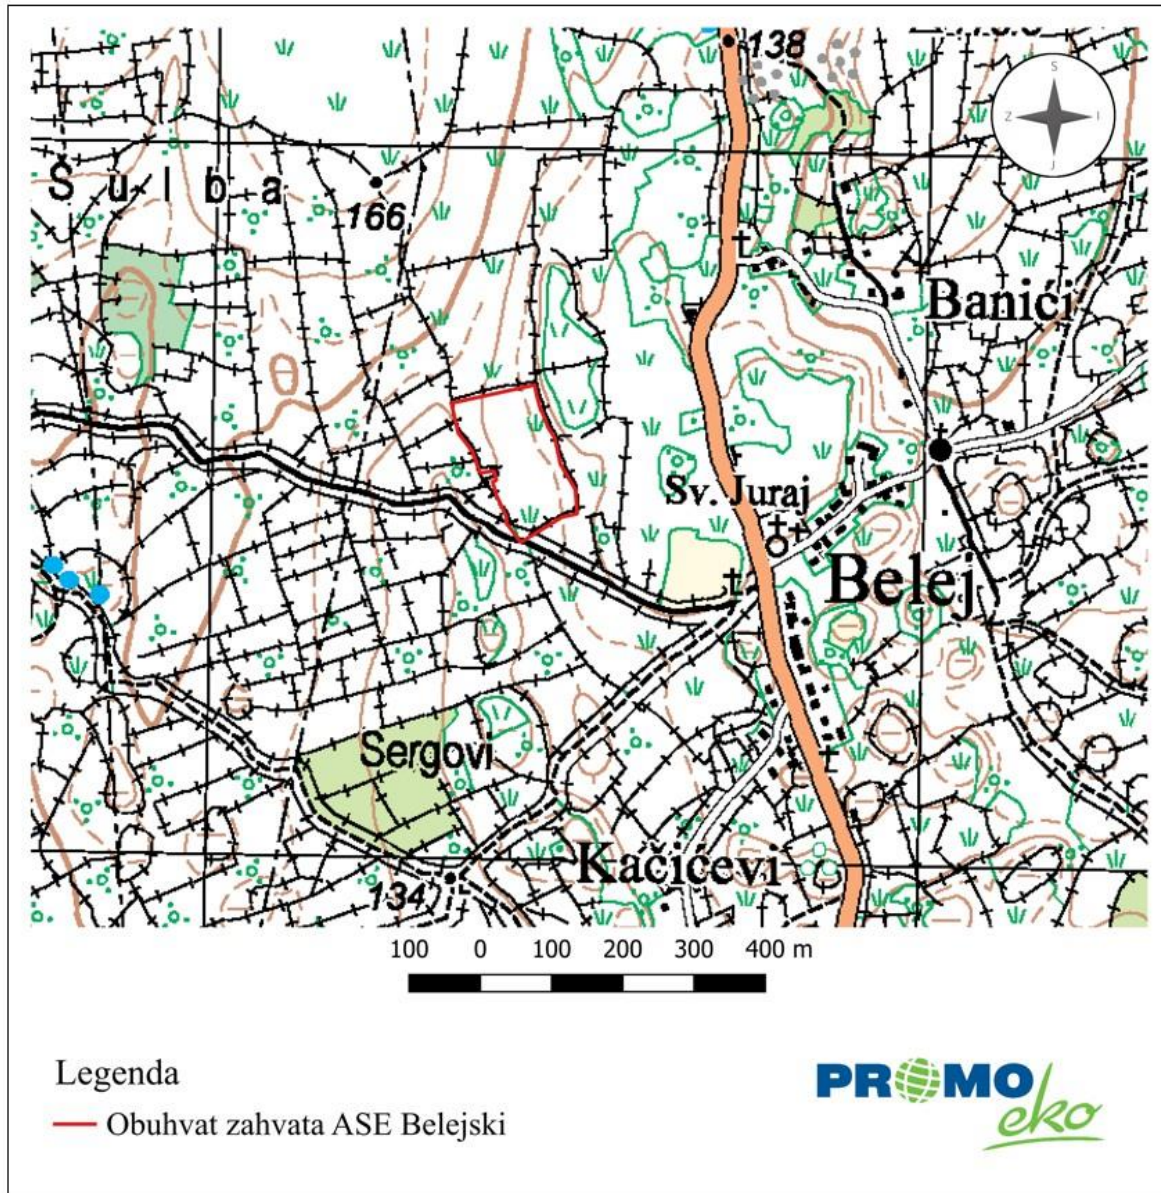 138
S
Z I
J
Šulba
166
Banići
Sv. Juraj
Belej
Sergovi
Kačićevi
134
100 0 100 200 300 400 m
Legenda
Obuhvat zahvata ASE Belejski
PROMO
eko